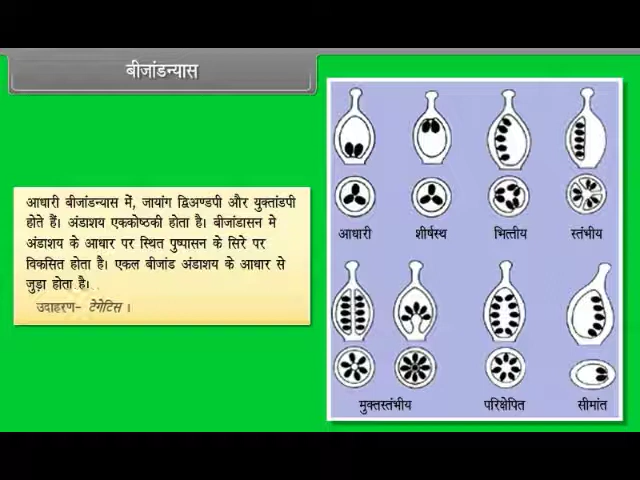 बीजांडन्यास
आधारी बीजांडन्यास में, जायांग द्विअण्डपी और युक्तांडपी
होते हैं। अंडाशय एककोष्ठकी होता है। बीजांडासन मे
अंडाशय के आधार पर स्थित पुष्पासन के सिरे पर
विकसित होता है। एकल बीजांड अंडाशय के आधार से
जुड़ा होता है।
उदाहरण- टेगेटिस ।
आधारी शीर्षस्थ भित्तीय स्तंभीय
मुक्तस्तंभीय परिक्षेपित सीमांत